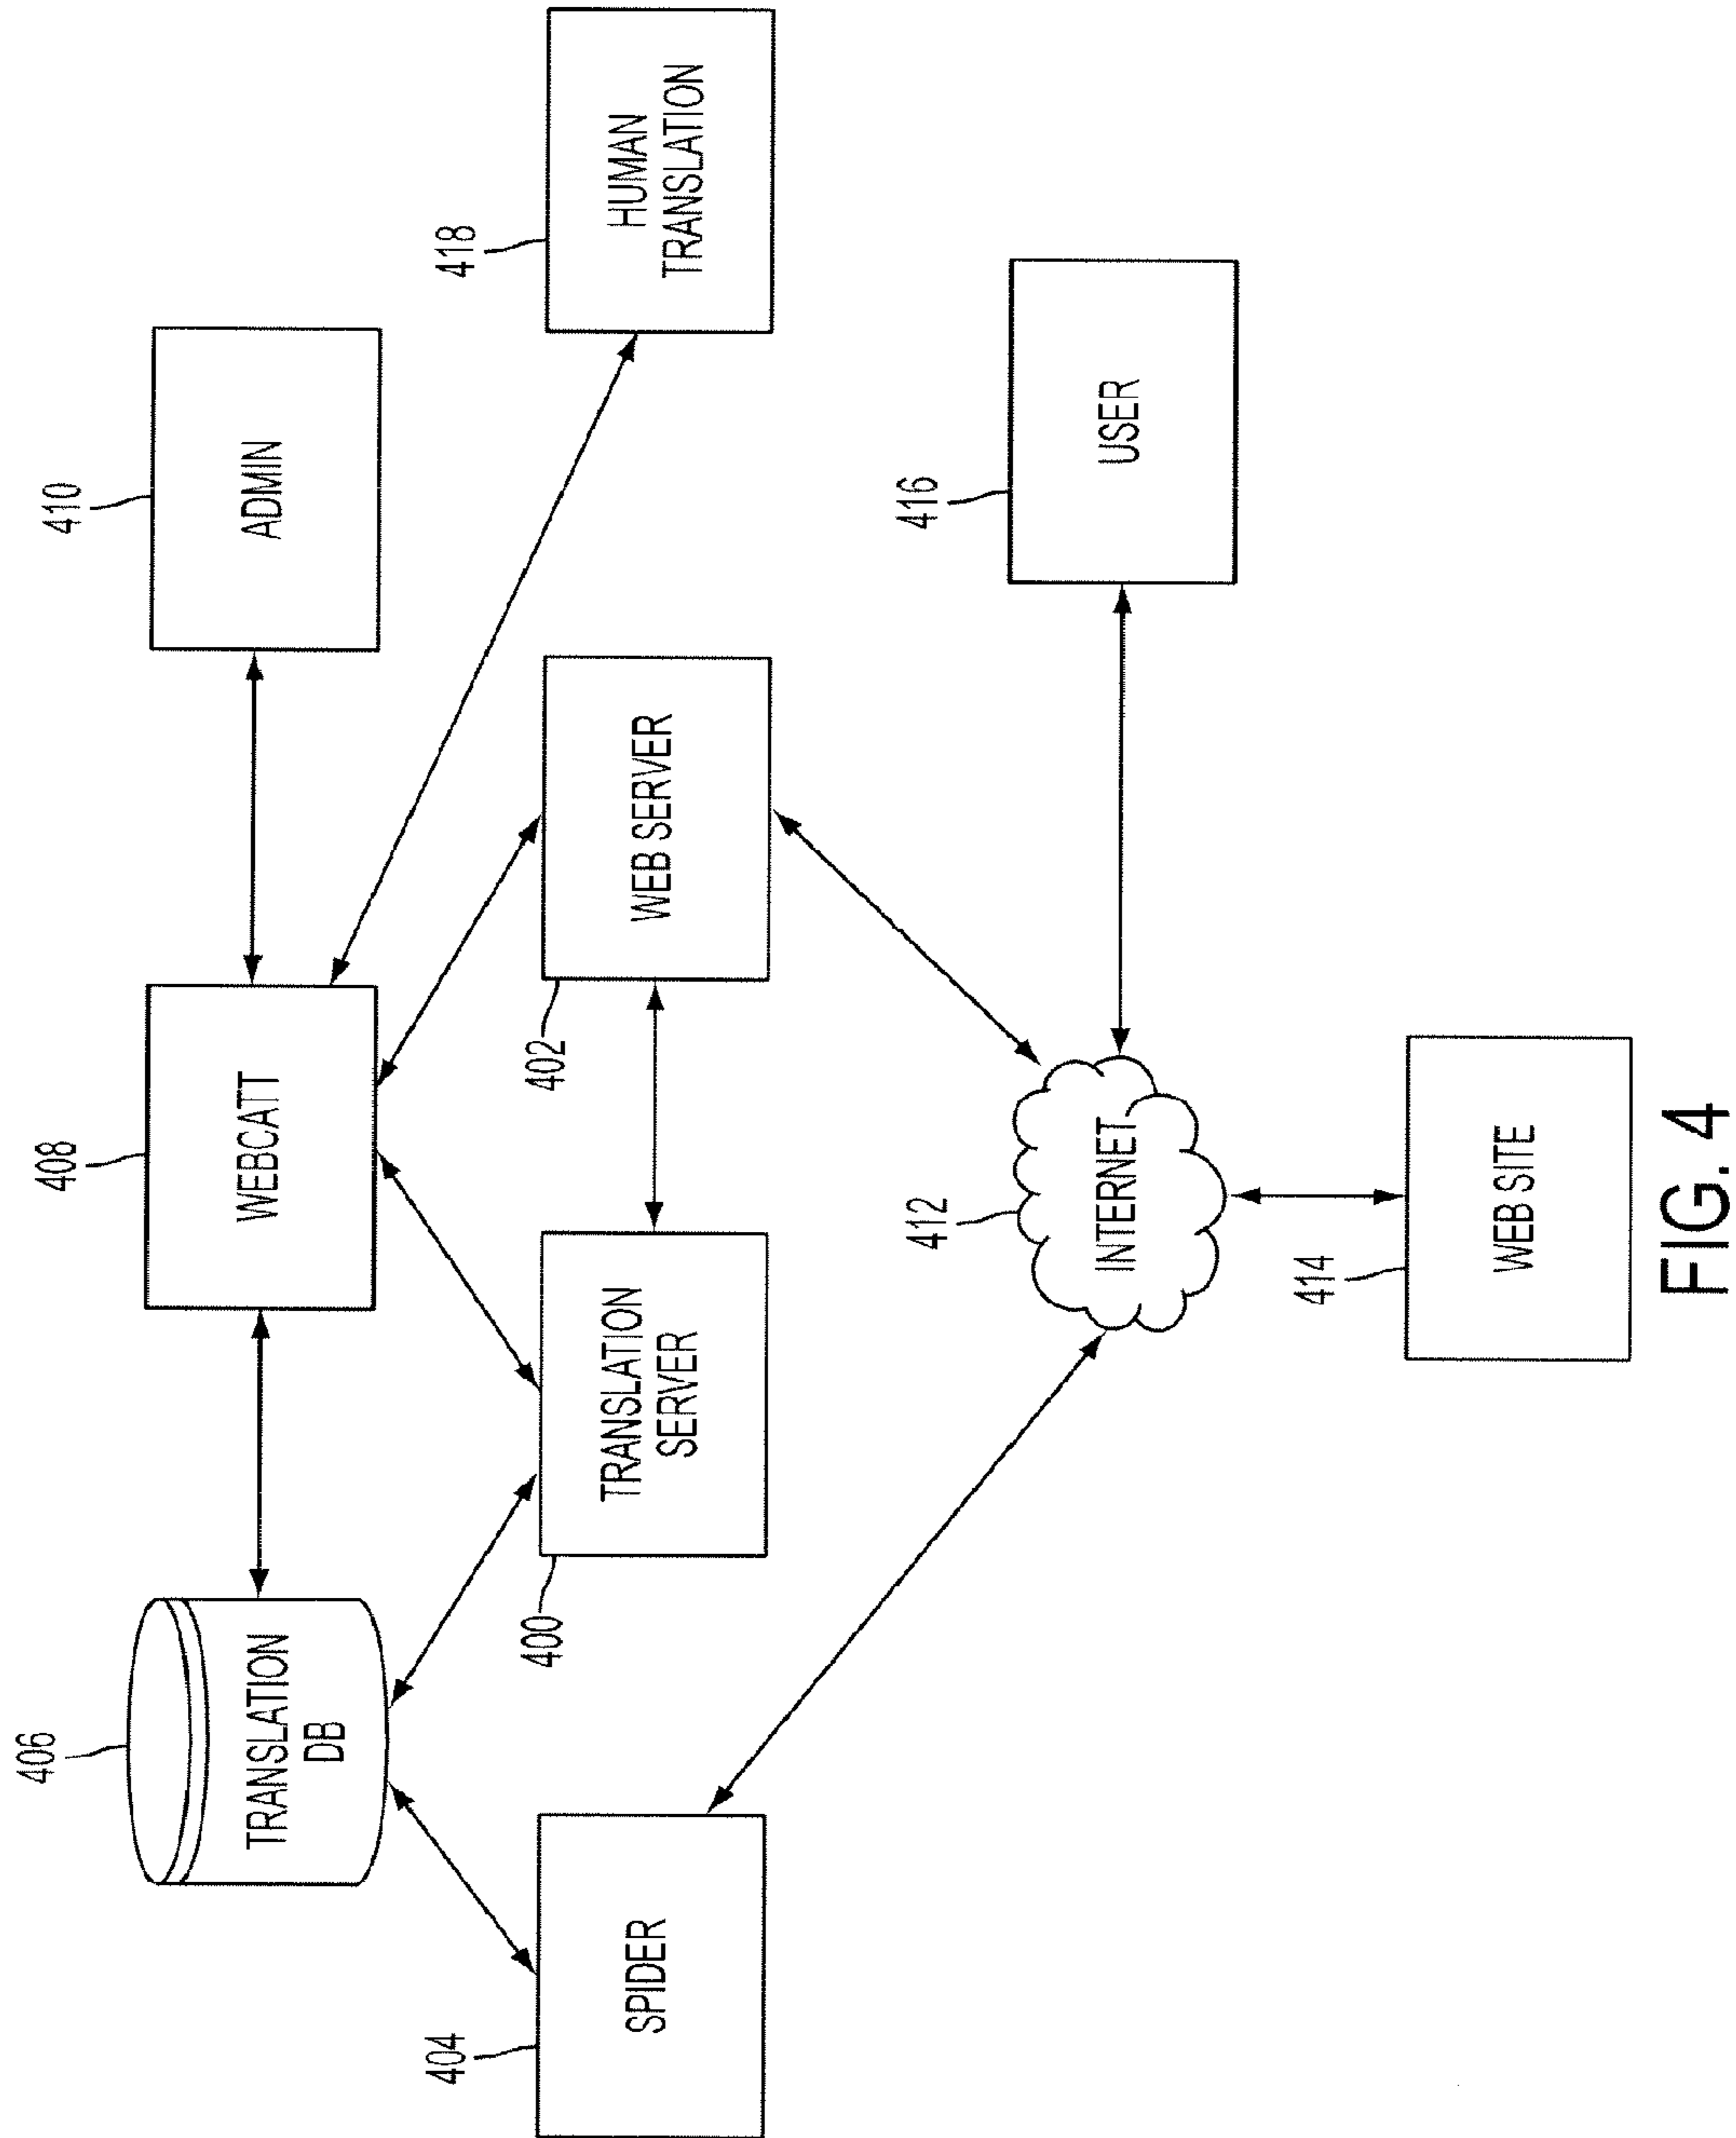 406
TRANSLATION
DB
408
WEBCATT
410
ADMIN
404
SPIDER
400
TRANSLATION
SERVER
402
WEB SERVER
418
HUMAN
TRANSLATION
412
INTERNET
416
USER
414
WEB SITE
FIG. 4